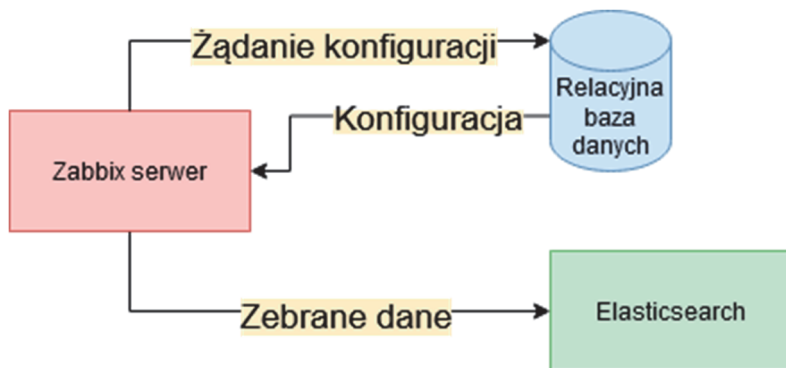 Żądanie konfiguracji
Relacyjna
baza
danych
Konfiguracja
Zabbix serwer
Zebrane dane
Elasticsearch